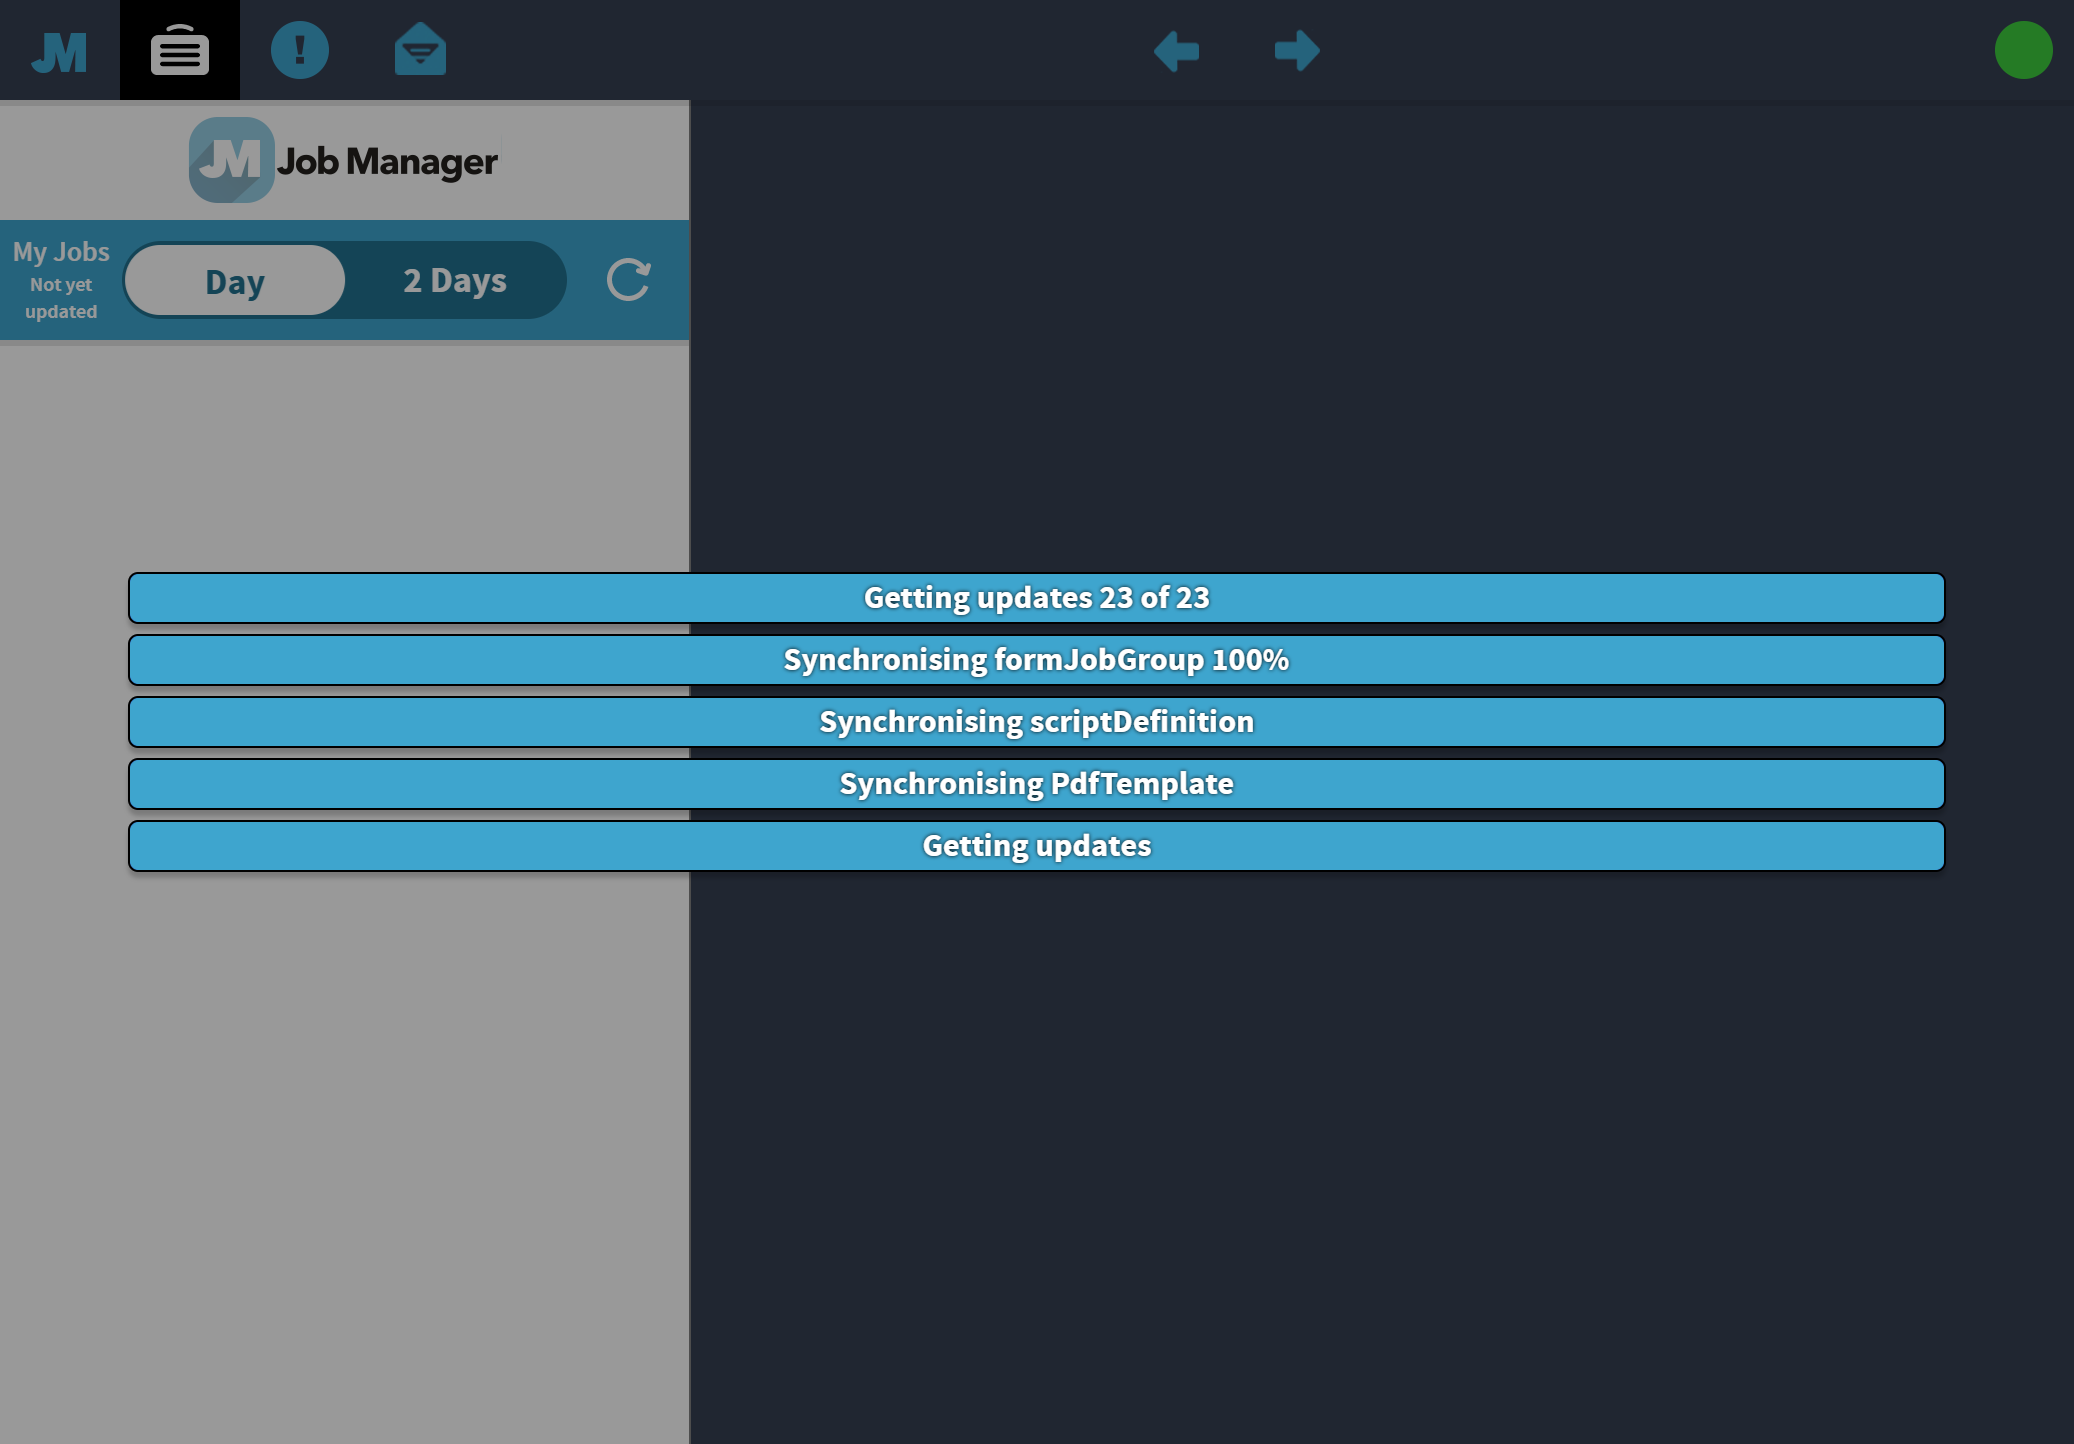 JM
!
JM Job Manager
My Jobs
Not yet
updated
Day
2 Days
Getting updates 23 of 23
Synchronising formJobGroup 100%
Synchronising scriptDefinition
Synchronising PdfTemplate
Getting updates